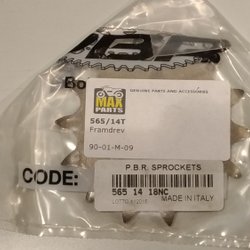 PBR
Bo
GENUINE PARTS AND ACCESSORIES
MAX
PARTS
565/14T
Framdrev
90-01-M-09
CODE:
P.B.R. SPROCKETS
565 14 18NC
MADE IN ITALY